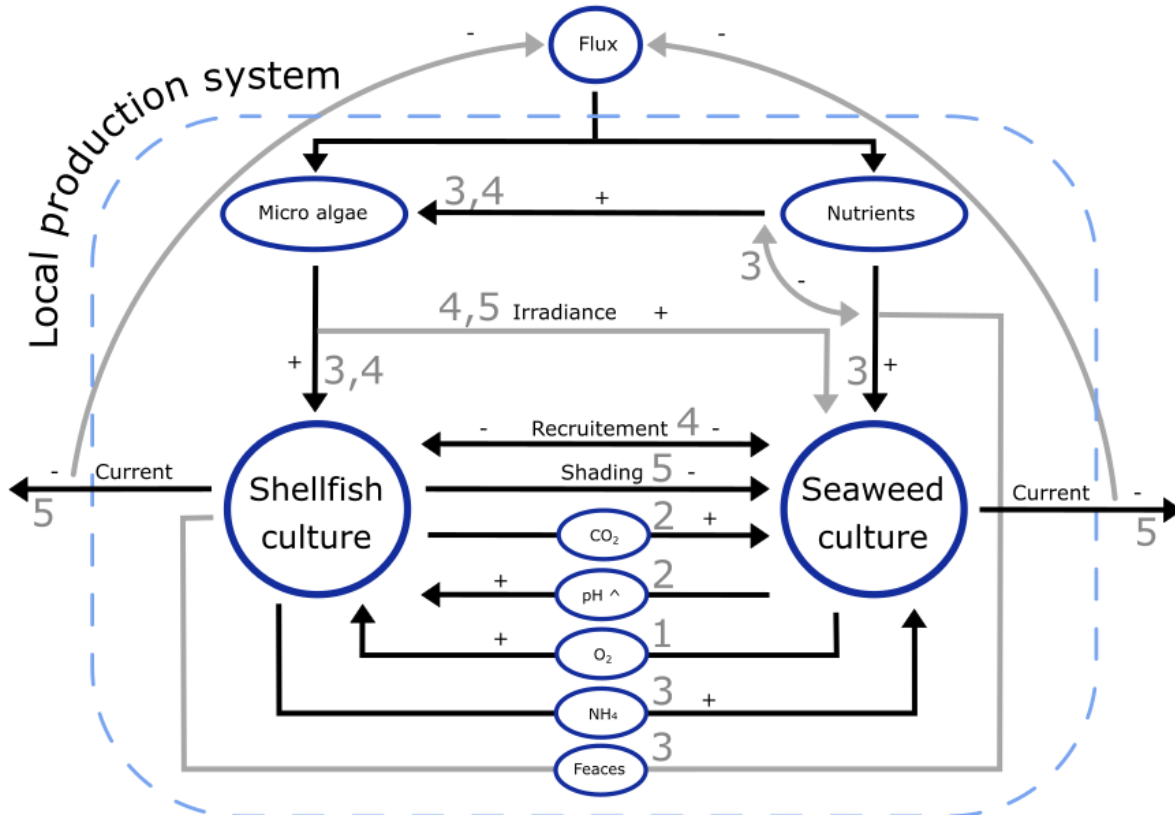 - Flux -
Local production system
Micro algae 3,4 + Nutrients
3 -
4,5 Irradiance +
+ 3,4 3 +
- Recruitement 4 -
- Current Shellfish culture Shading 5 - Seaweed culture Current -
5 5
CO₂ 2 +
+ pH ^ 2
+ O₂ 1
NH₄ 3 +
Feaces 3